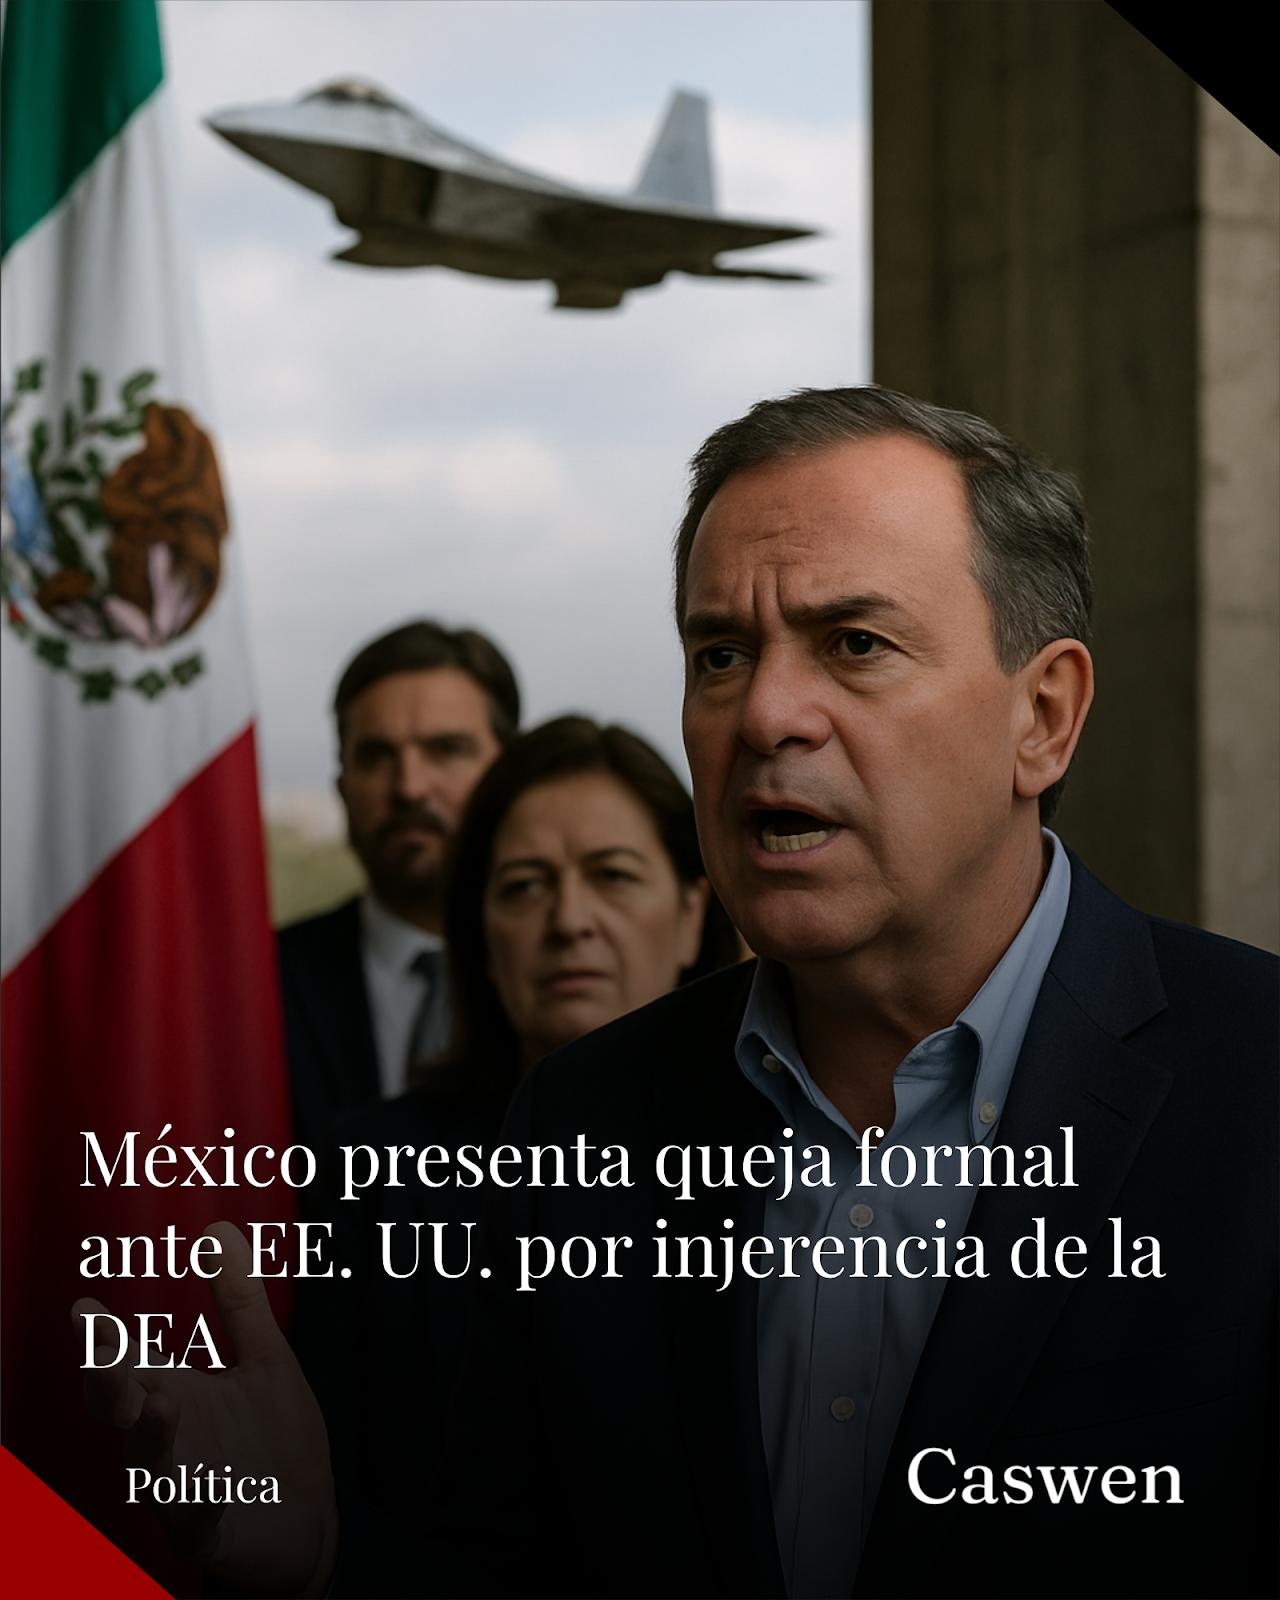 México presenta queja formal
ante EE. UU. por injerencia de la
DEA
Política
Caswen